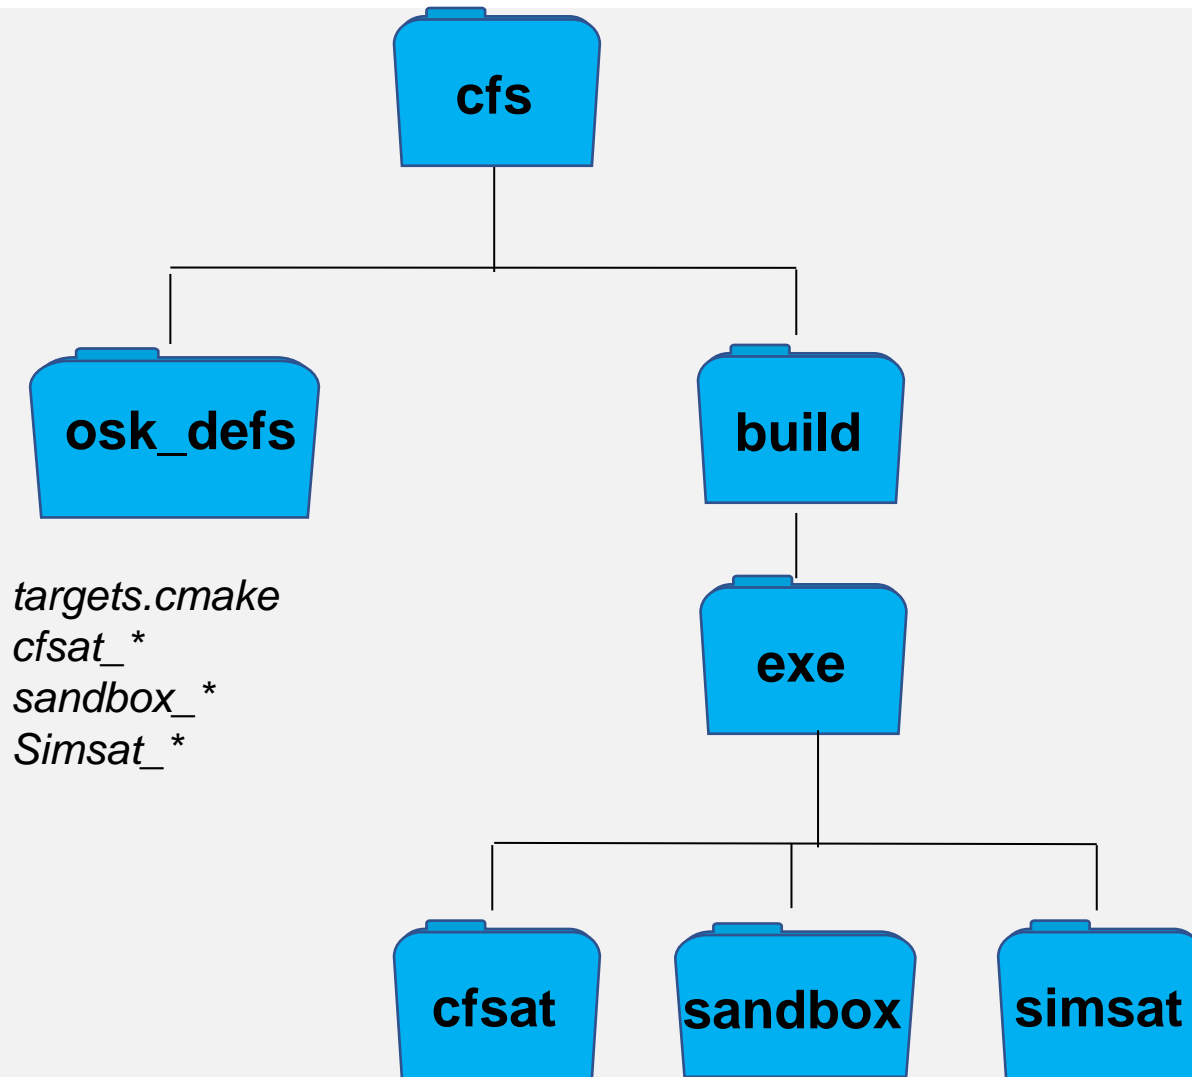 cfs
osk_defs
build
targets.cmake
cfsat_*
sandbox_*
Simsat_*
exe
cfsat
sandbox
simsat